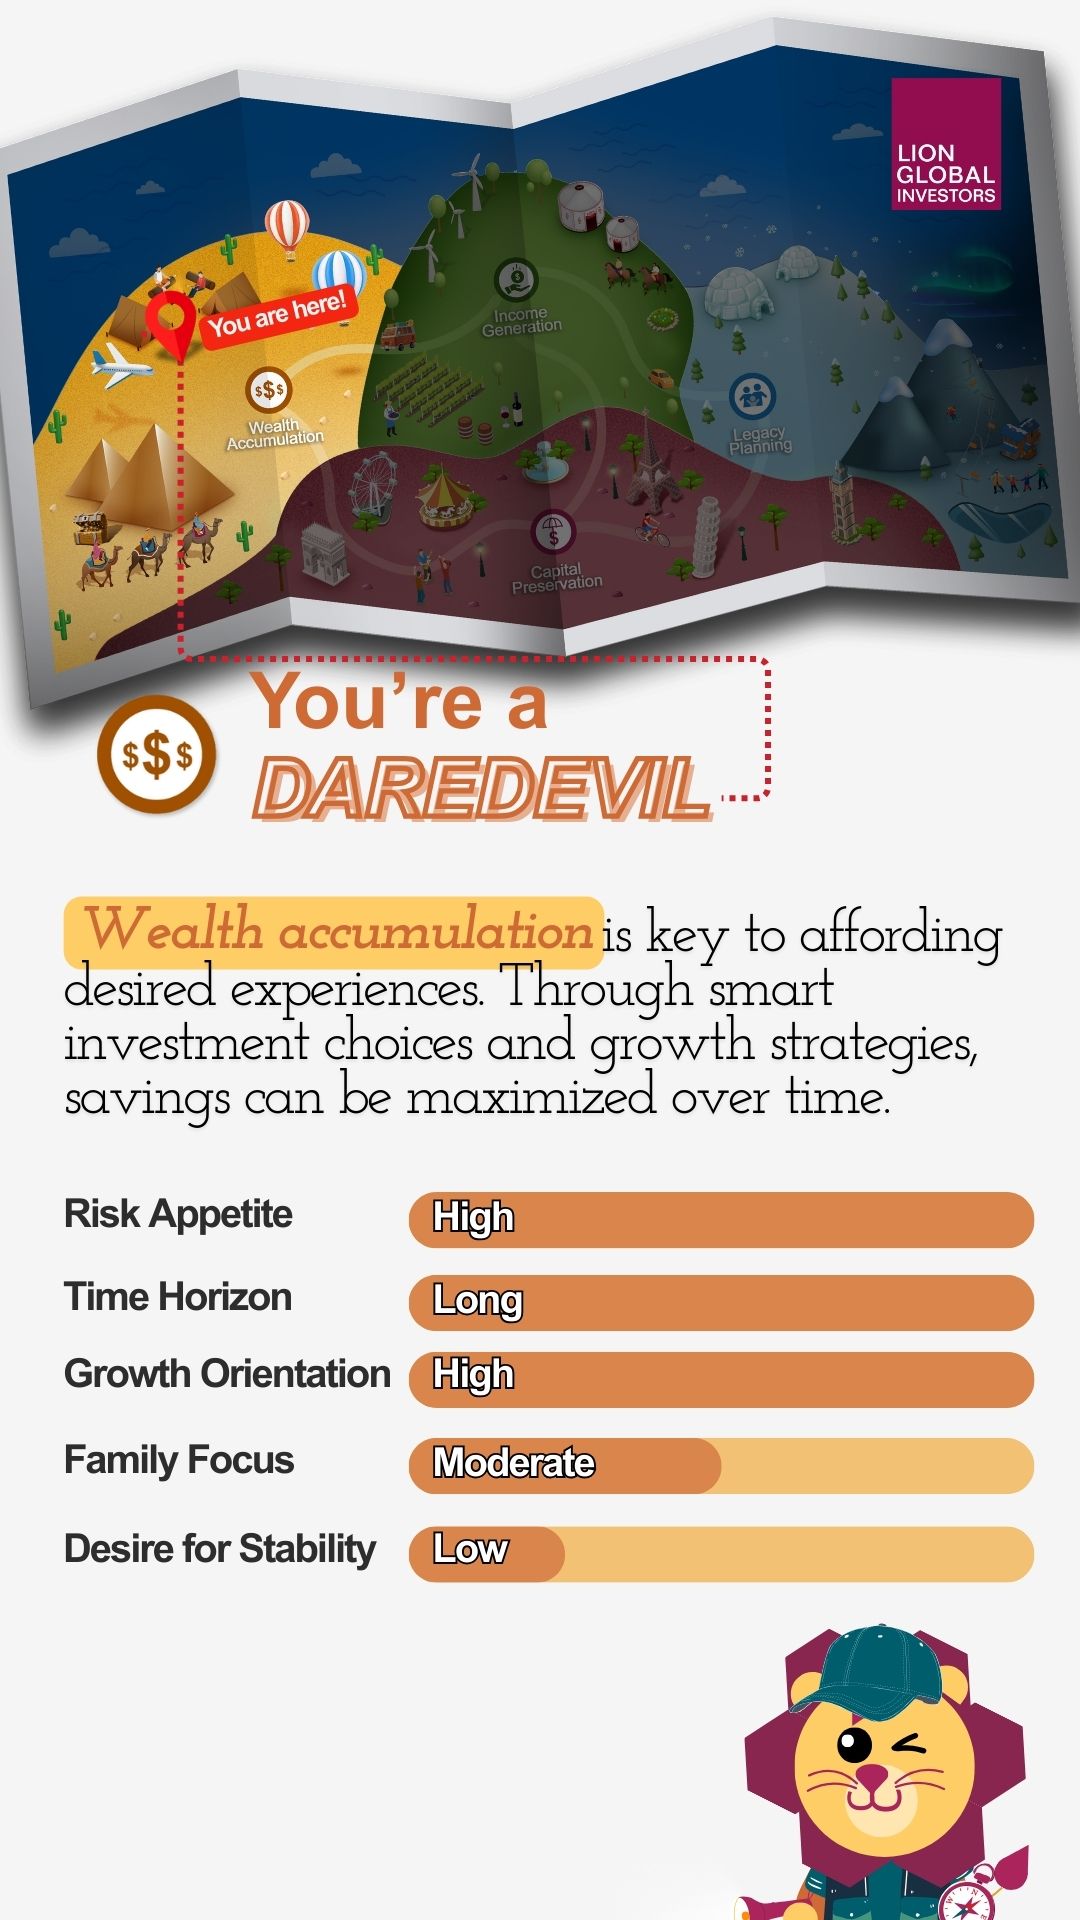 LION
GLOBAL
INVESTORS
You are here!
Income
Generation
$$$
Wealth
Accumulation
Legacy
Planning
$
Capital
Preservation
You're a
$$$
DAREDEVIL
Wealth accumulation is key to affording
desired experiences. Through smart
investment choices and growth strategies,
savings can be maximized over time.
Risk Appetite High
Time Horizon Long
Growth Orientation High
Family Focus Moderate
Desire for Stability Low